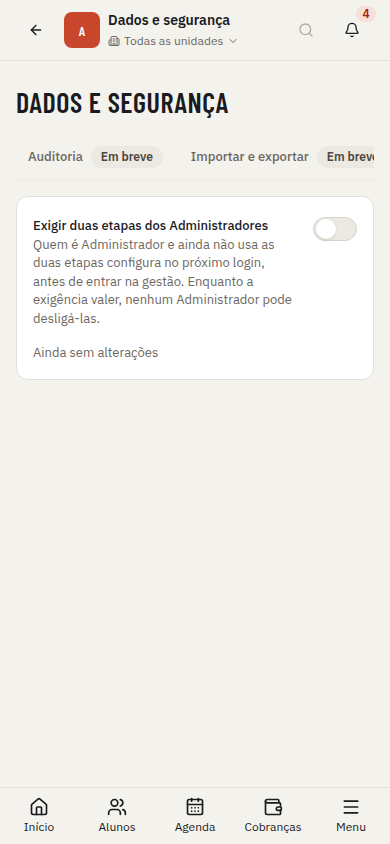 4
A
Dados e segurança
Todas as unidades
DADOS E SEGURANÇA
Auditoria Em breve Importar e exportar Em breve
Exigir duas etapas dos Administradores
Quem é Administrador e ainda não usa as
duas etapas configura no próximo login,
antes de entrar na gestão. Enquanto a
exigência valer, nenhum Administrador pode
desligá-las.
Ainda sem alterações
Início Alunos Agenda Cobranças Menu